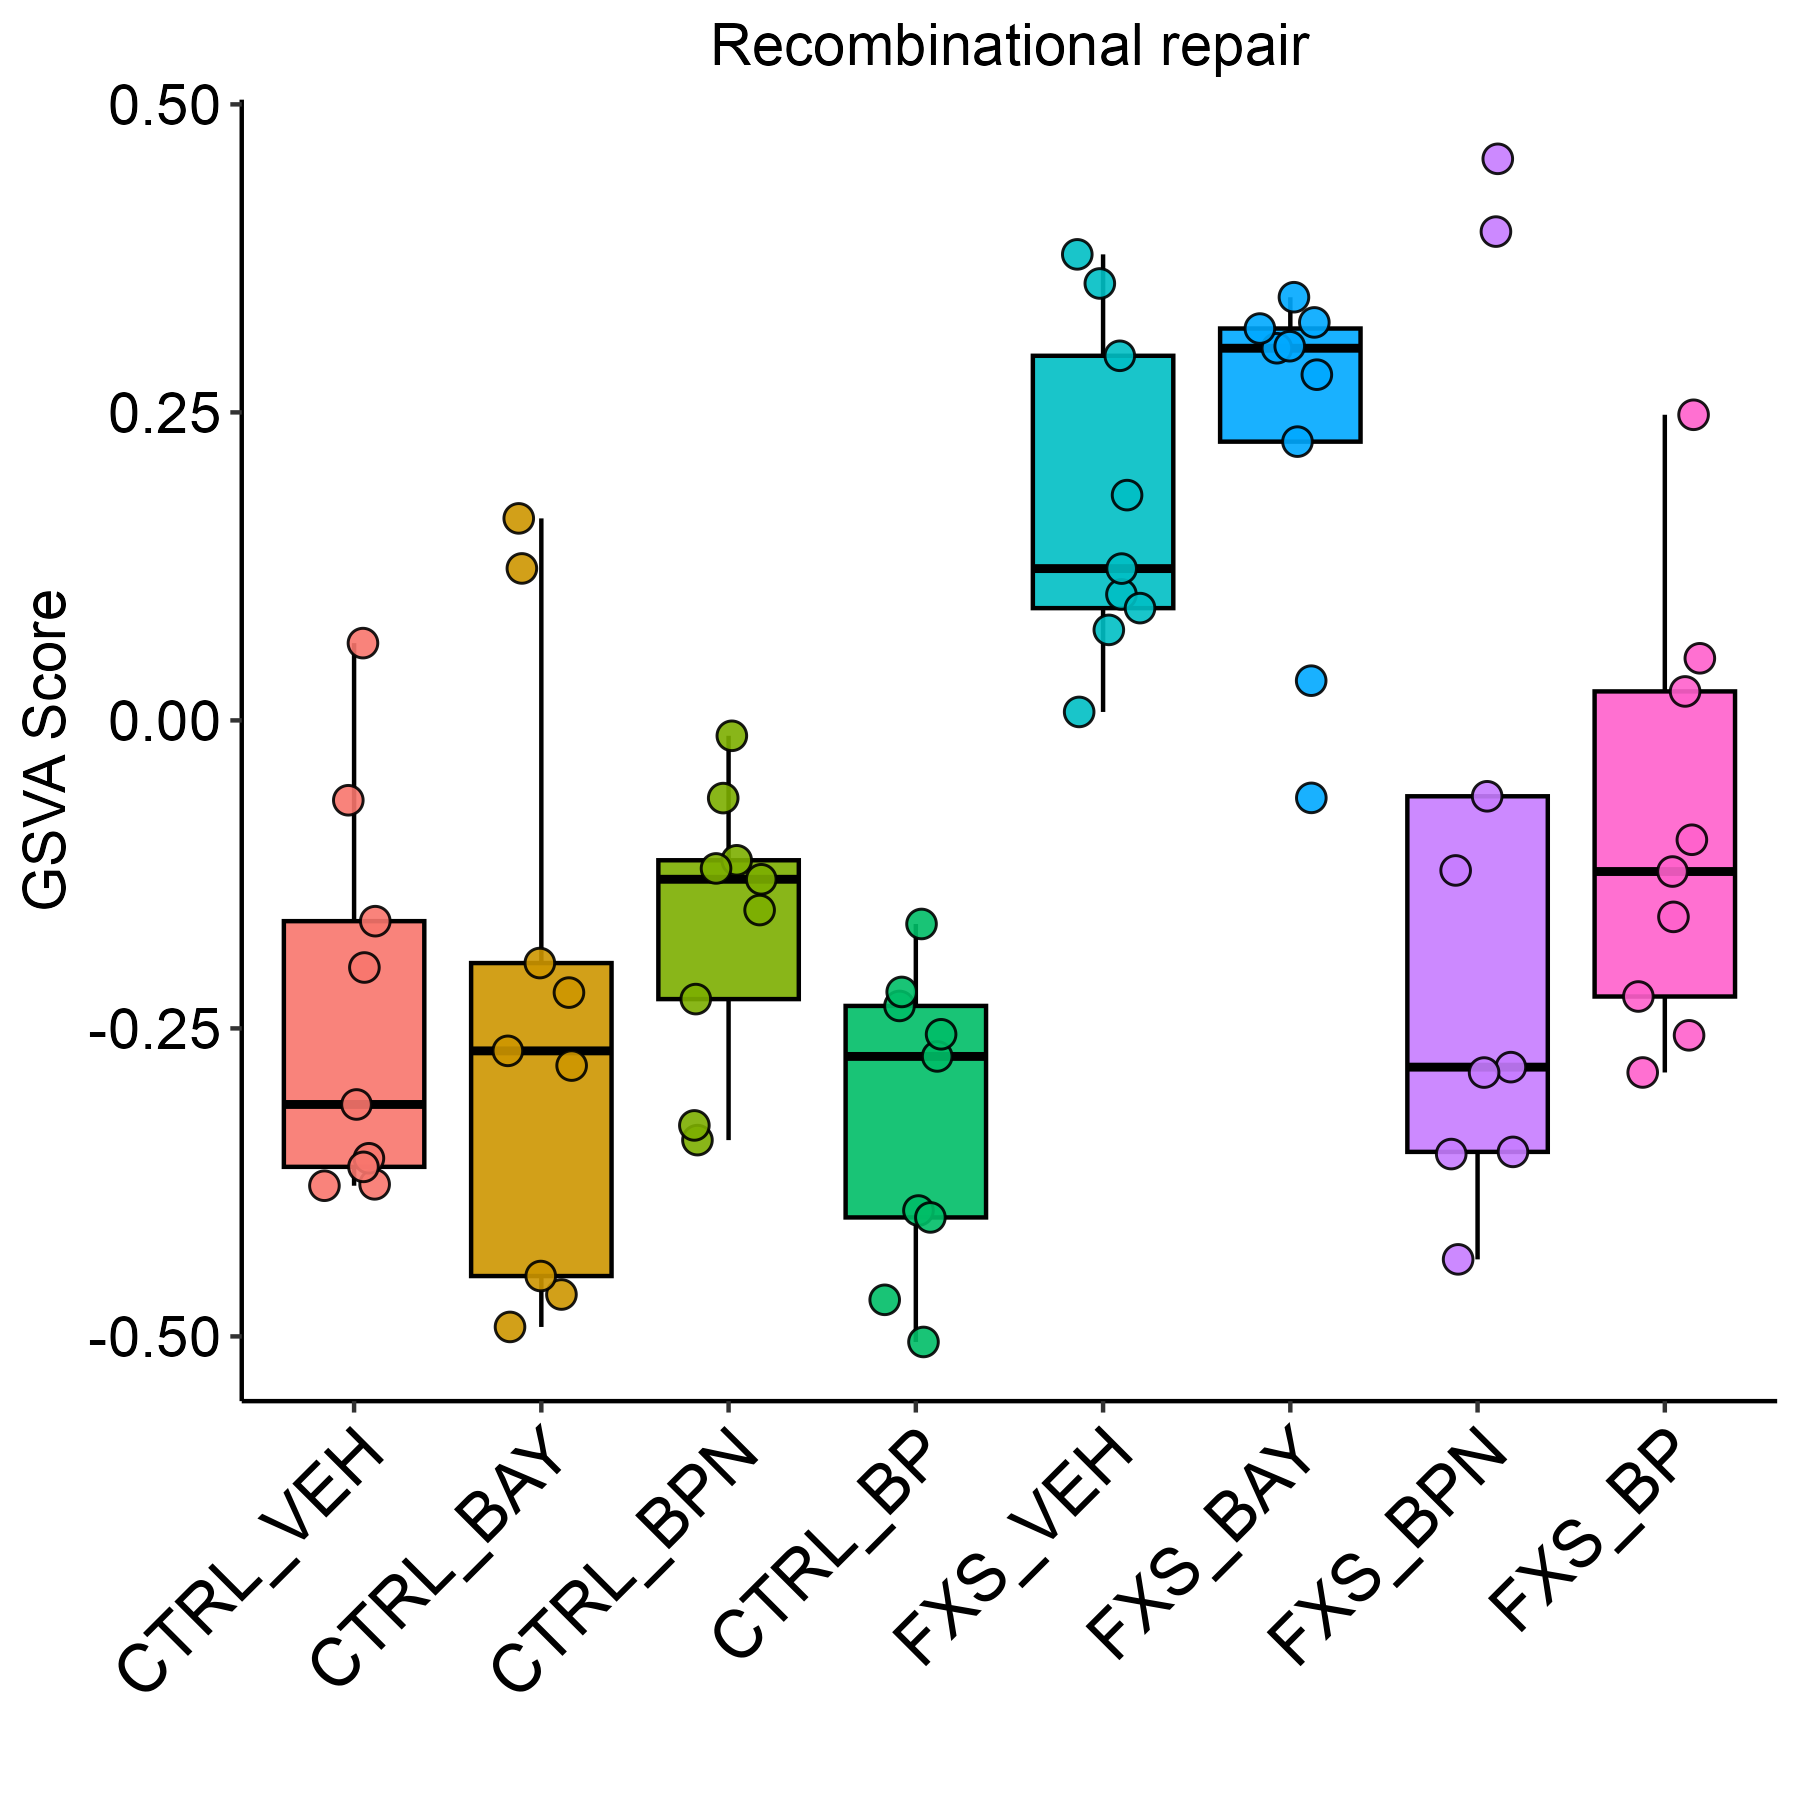 Recombinational repair
0.50
0.25
0.00
-0.25
-0.50
GSVA Score
CTRL_VEH
CTRL_BAY
CTRL_BPN
CTRL_BP
FXS_VEH
FXS_BAY
FXS_BPN
FXS_BP